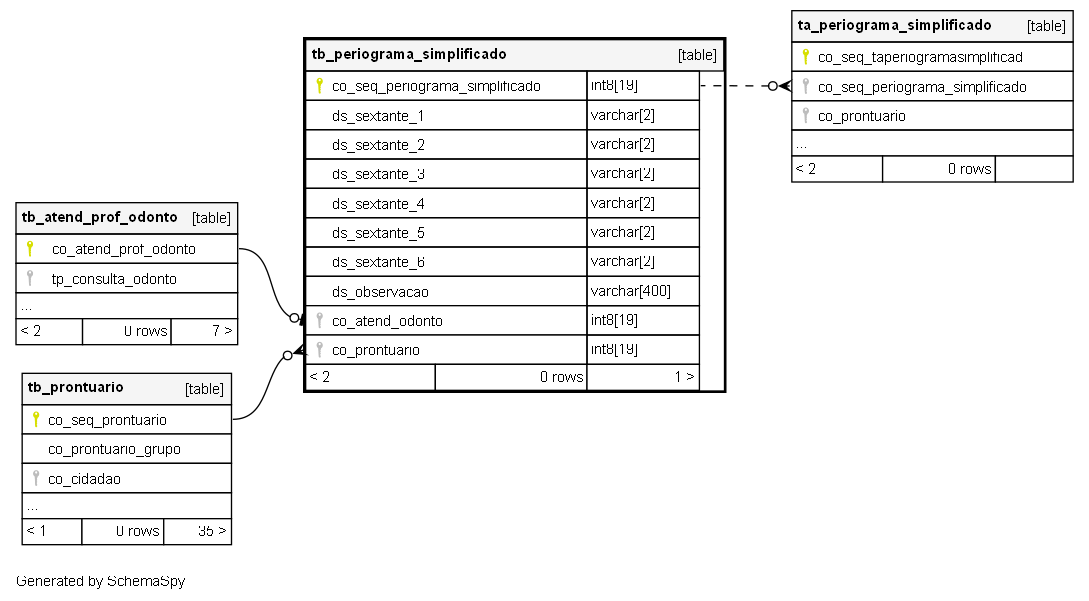 ta_periograma_simplificado [table]
co_seq_taperiogramasimplificad
co_seq_periograma_simplificado
co_prontuario
...
< 2 0 rows
tb_periograma_simplificado [table]
co_seq_periograma_simplificado int8[19]
ds_sextante_1 varchar[2]
ds_sextante_2 varchar[2]
ds_sextante_3 varchar[2]
ds_sextante_4 varchar[2]
ds_sextante_5 varchar[2]
ds_sextante_6 varchar[2]
ds_observacao varchar[400]
co_atend_odonto int8[19]
co_prontuario int8[19]
< 2 0 rows 1 >
tb_atend_prof_odonto [table]
co_atend_prof_odonto
tp_consulta_odonto
...
< 2 0 rows 7 >
tb_prontuario [table]
co_seq_prontuario
co_prontuario_grupo
co_cidadao
...
< 1 0 rows 35 >
Generated by SchemaSpy